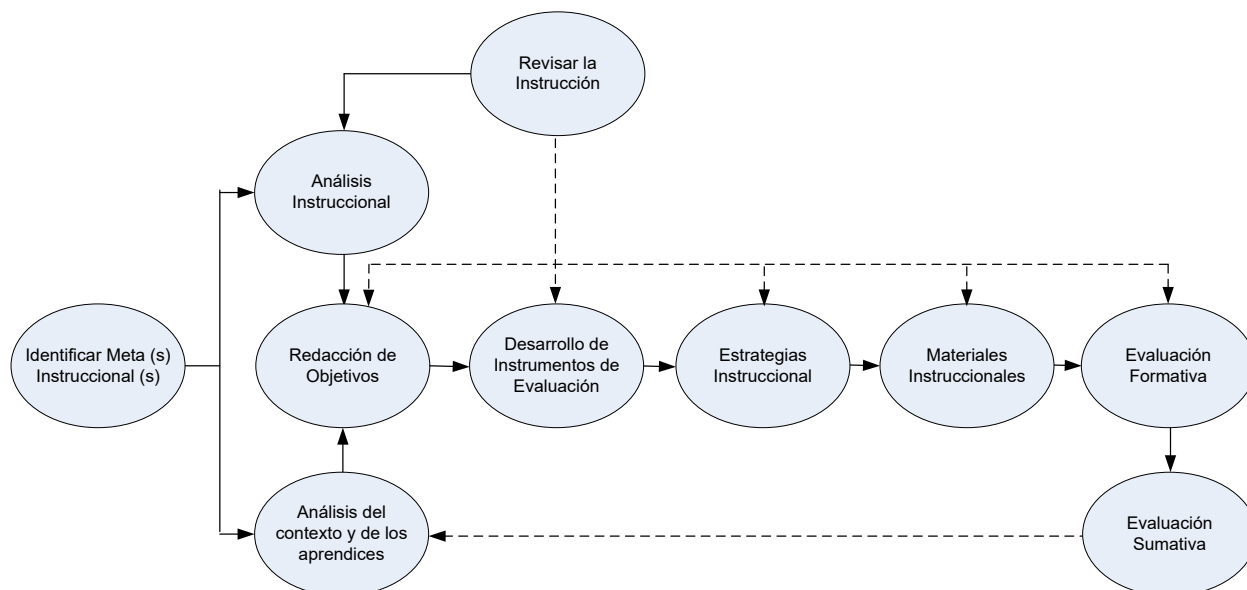 Revisar la
Instrucción
Análisis
Instruccional
Identificar Meta (s)
Instruccional (s)
Redacción de
Objetivos
Desarrollo de
Instrumentos de
Evaluación
Estrategias
Instruccional
Materiales
Instruccionales
Evaluación
Formativa
Análisis del
contexto y de los
aprendices
Evaluación
Sumativa